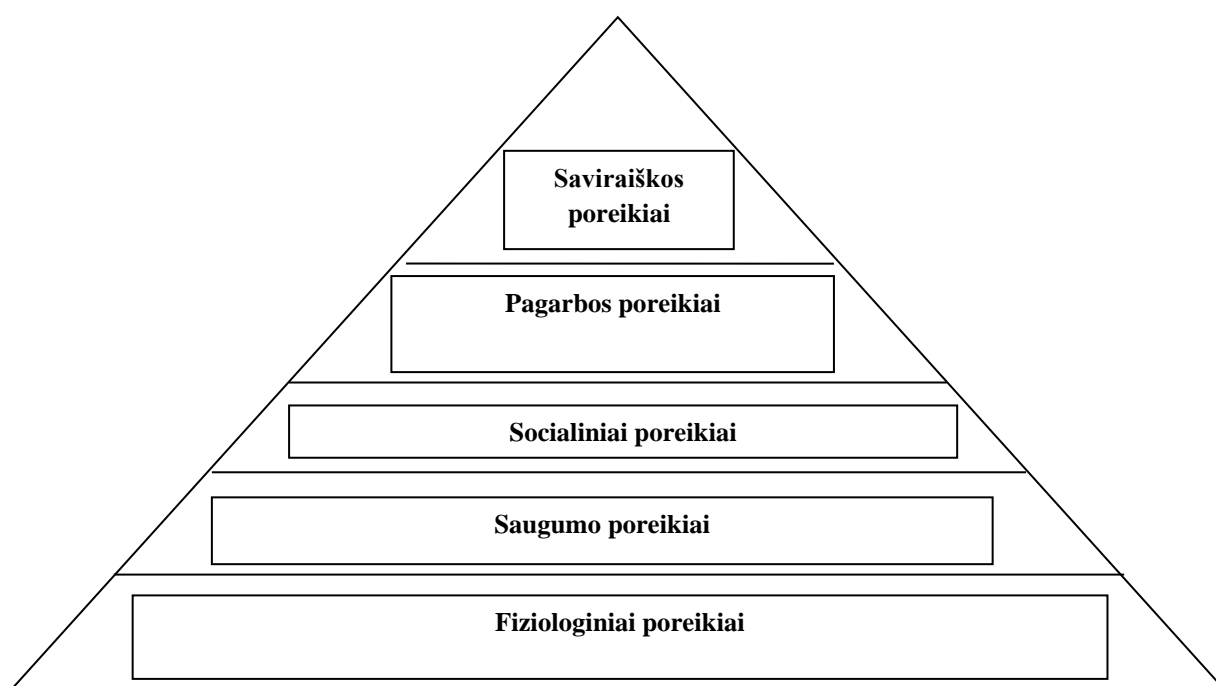 Saviraiškos
poreikiai
Pagarbos poreikiai
Socialiniai poreikiai
Saugumo poreikiai
Fiziologiniai poreikiai